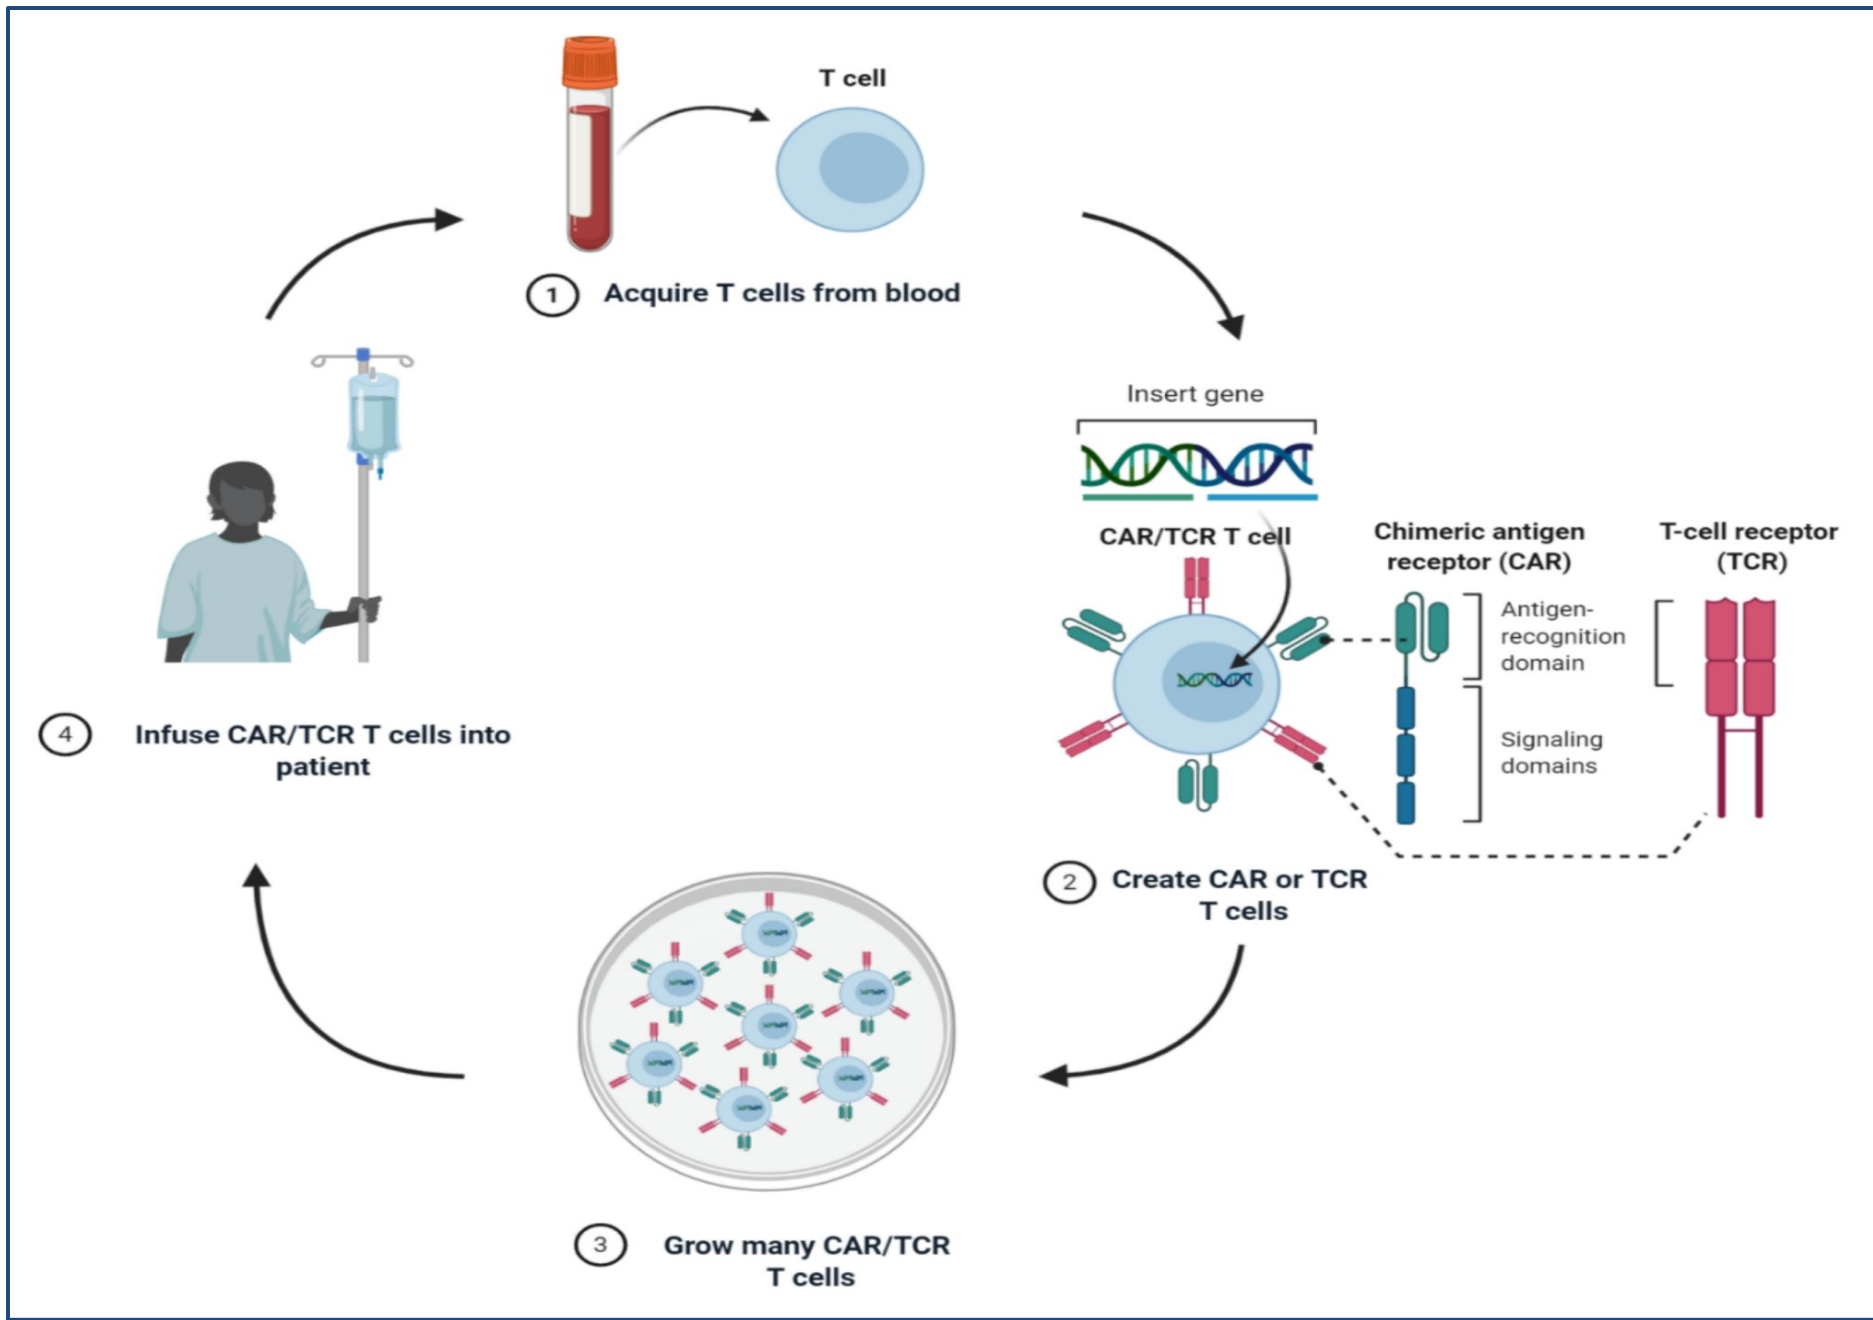 T cell
1 Acquire T cells from blood
Insert gene
CAR/TCR T cell
Chimeric antigen
receptor (CAR)
T-cell receptor
(TCR)
Antigen-
recognition
domain
Signaling
domains
2 Create CAR or TCR
T cells
3 Grow many CAR/TCR
T cells
4 Infuse CAR/TCR T cells into
patient